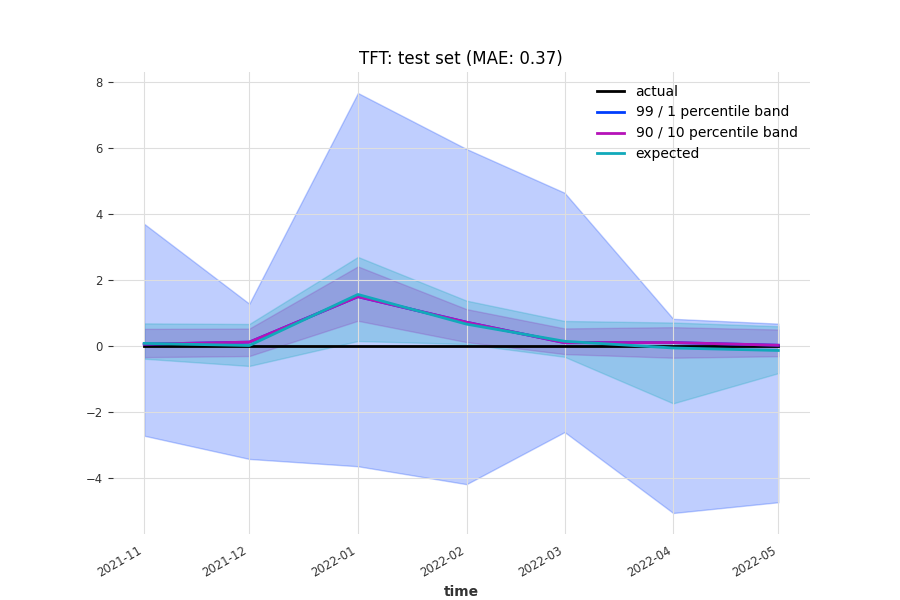 TFT: test set (MAE: 0.37)
actual
99 / 1 percentile band
90 / 10 percentile band
expected
8
6
4
2
0
−2
−4
2021-11
2021-12
2022-01
2022-02
2022-03
2022-04
2022-05
time